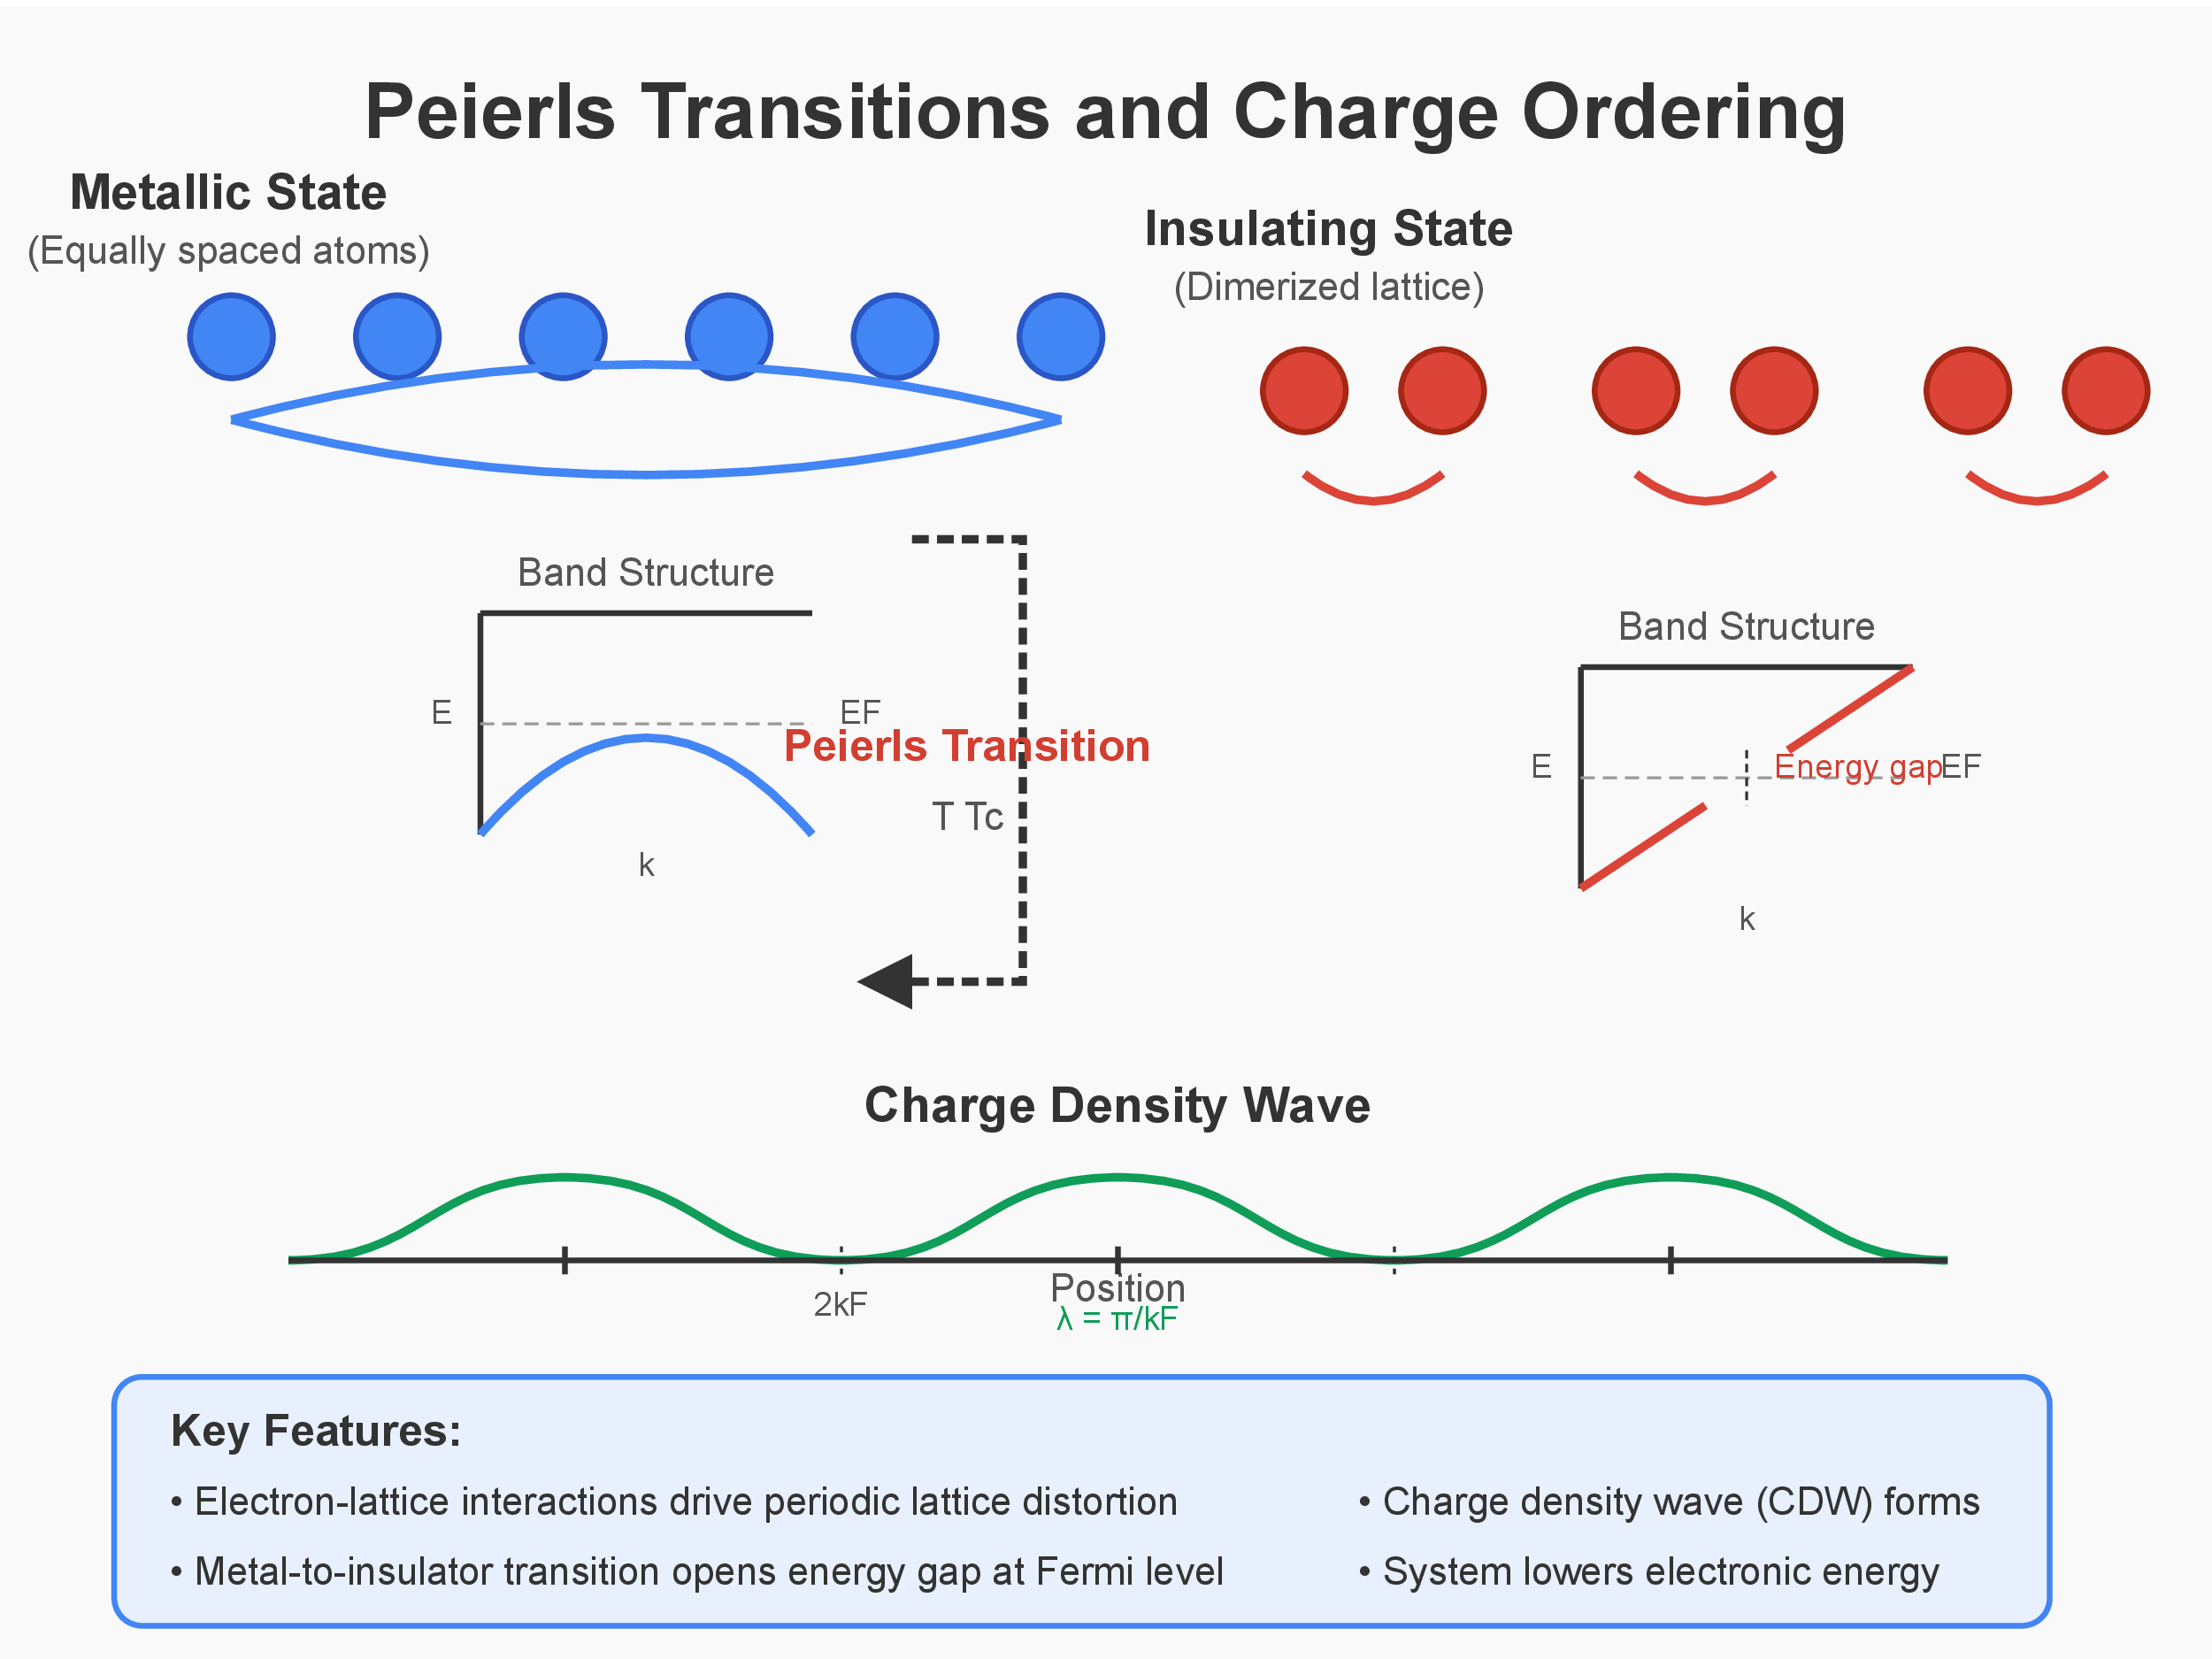 Peierls Transitions and Charge Ordering
Metallic State
(Equally spaced atoms)
Insulating State
(Dimerized lattice)
Band Structure
E
EF
k
Peierls Transition
T Tc
Band Structure
E
Energy gap
EF
k
Charge Density Wave
Position
2kF
λ = π/kF
Key Features:
• Electron-lattice interactions drive periodic lattice distortion
• Metal-to-insulator transition opens energy gap at Fermi level
• Charge density wave (CDW) forms
• System lowers electronic energy